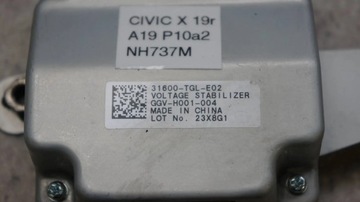 CIVIC X 19r
A19 P10a2
NH737M
31600-TGL-E02
VOLTAGE STABILIZER
GGV-H001-004
MADE IN CHINA
LOT No. 23X8G1